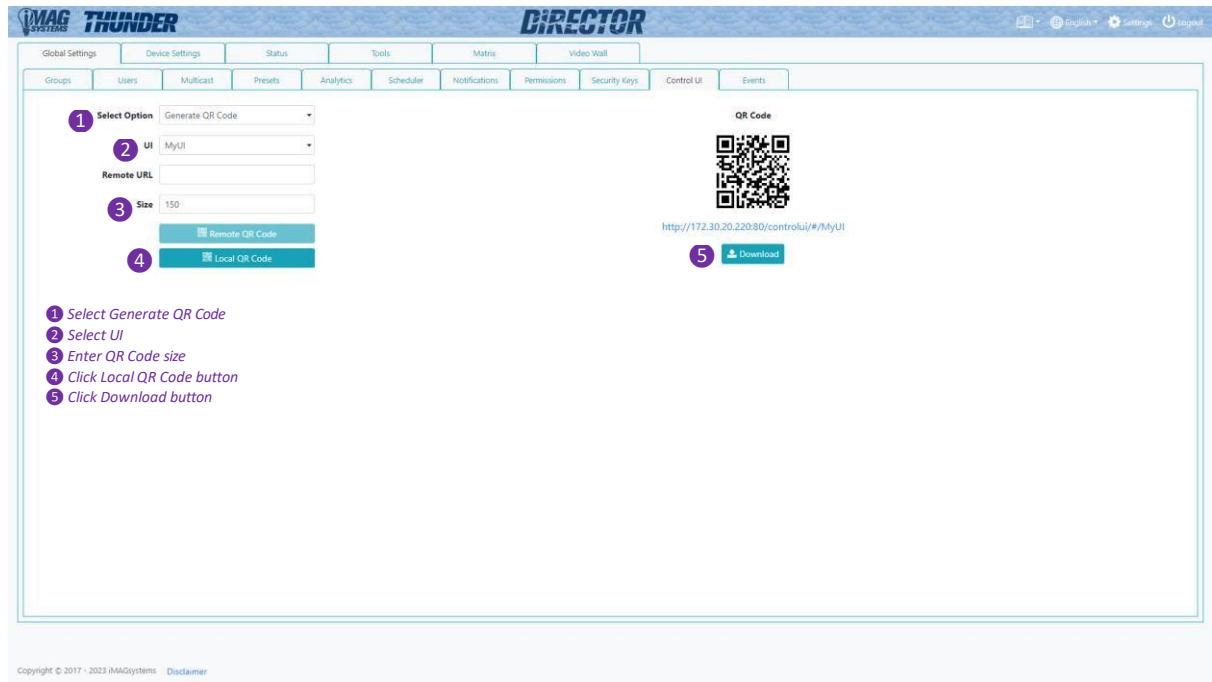 iMAG SYSTEMS THUNDER DiRECTOR English Settings Logout
Global Settings Device Settings Status Tools Matrix Video Wall
Groups Users Multicast Presets Analytics Scheduler Notifications Permissions Security Keys Control UI Events
1 Select Option Generate QR Code
QR Code
2 UI MyUI
Remote URL
3 Size 150
Remote QR Code
http://172.30.20.220:80/controlui/#/MyUI
4 Local QR Code
5 Download
1 Select Generate QR Code
2 Select UI
3 Enter QR Code size
4 Click Local QR Code button
5 Click Download button
Copyright © 2017 - 2023 iMAGsystems Disclaimer